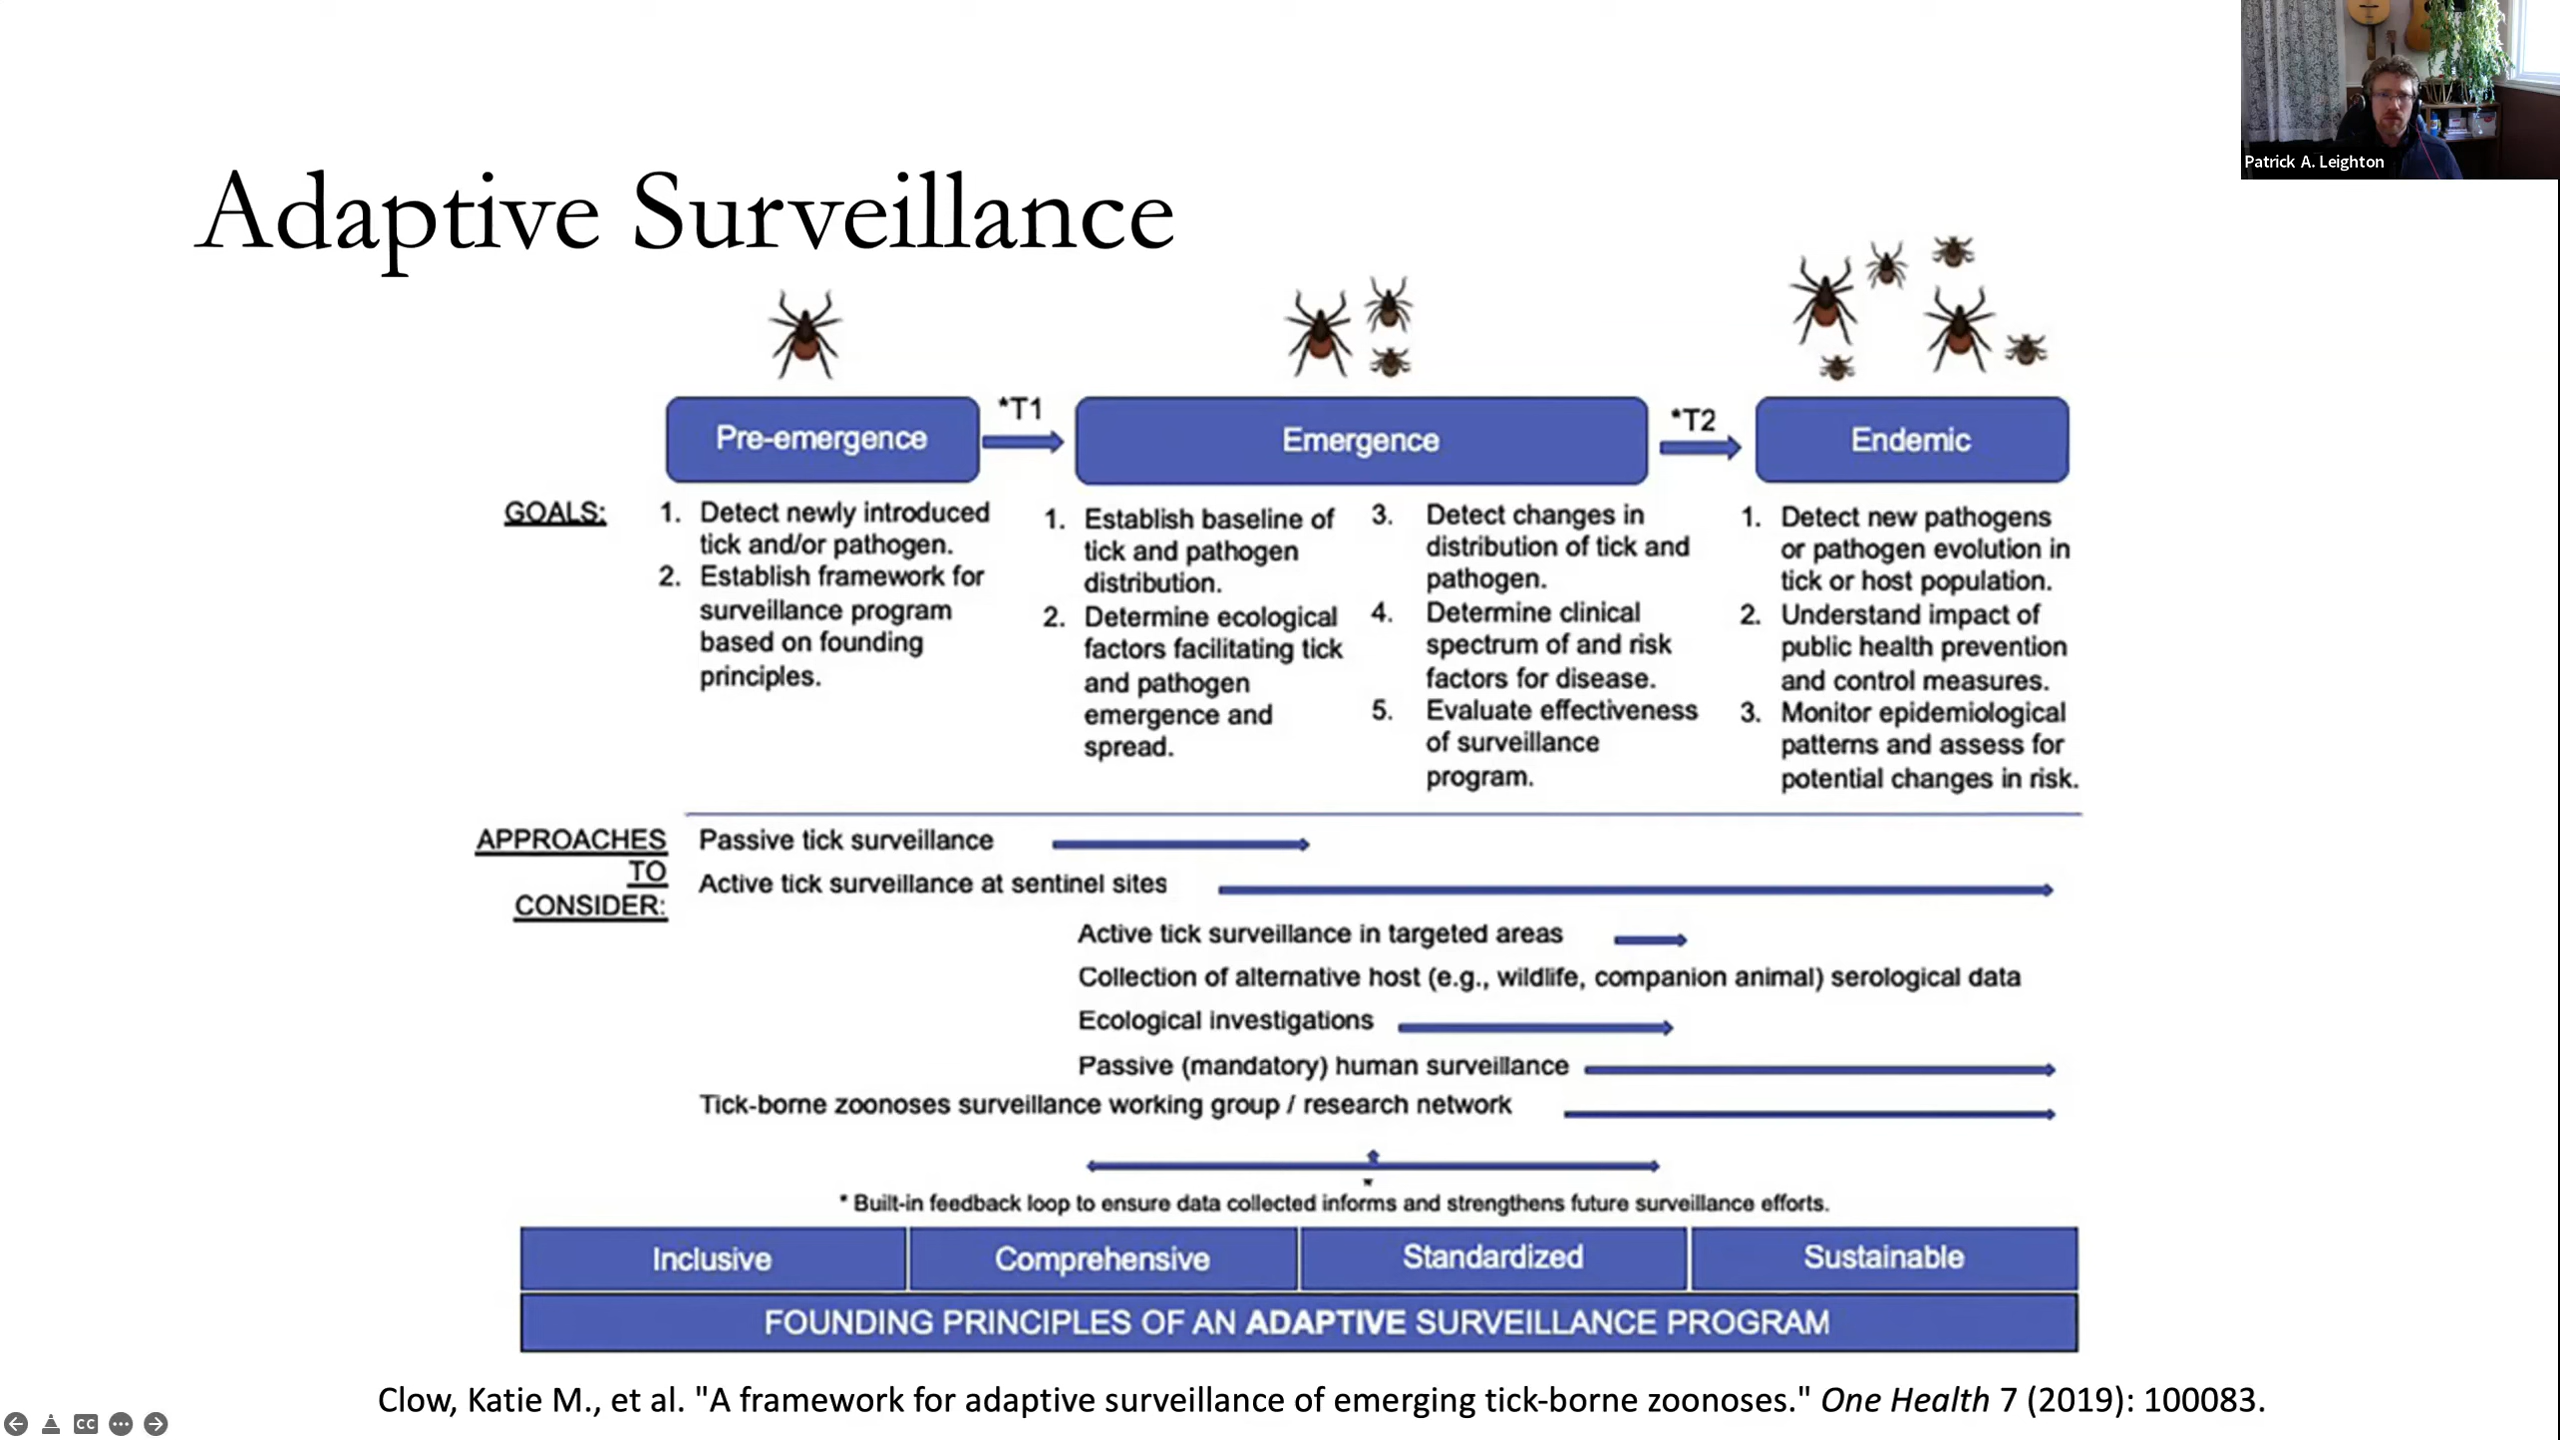 Patrick A. Leighton
Adaptive Surveillance
Pre-emergence
*T1
Emergence
*T2
Endemic
GOALS:
1. Detect newly introduced
tick and/or pathogen.
2. Establish framework for
surveillance program
based on founding
principles.
1. Establish baseline of
tick and pathogen
distribution.
2. Determine ecological
factors facilitating tick
and pathogen
emergence and
spread.
3. Detect changes in
distribution of tick and
pathogen.
4. Determine clinical
spectrum of and risk
factors for disease.
5. Evaluate effectiveness
of surveillance
program.
1. Detect new pathogens
or pathogen evolution in
tick or host population.
2. Understand impact of
public health prevention
and control measures.
3. Monitor epidemiological
patterns and assess for
potential changes in risk.
APPROACHES
TO
CONSIDER:
Passive tick surveillance
Active tick surveillance at sentinel sites
Active tick surveillance in targeted areas
Collection of alternative host (e.g., wildlife, companion animal) serological data
Ecological investigations
Passive (mandatory) human surveillance
Tick-borne zoonoses surveillance working group / research network
*
* Built-in feedback loop to ensure data collected informs and strengthens future surveillance efforts.
Inclusive
Comprehensive
Standardized
Sustainable
FOUNDING PRINCIPLES OF AN ADAPTIVE SURVEILLANCE PROGRAM
Clow, Katie M., et al. "A framework for adaptive surveillance of emerging tick-borne zoonoses." One Health 7 (2019): 100083.
CC